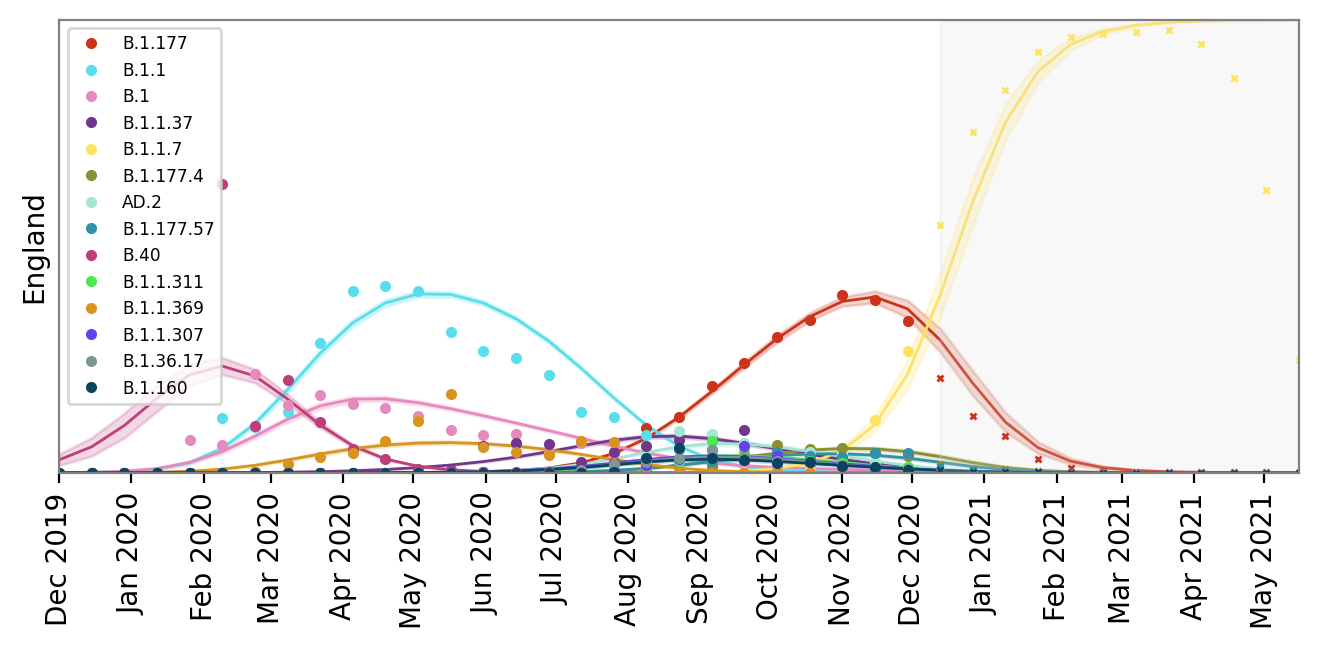 B.1.177
B.1.1
B.1
B.1.1.37
B.1.1.7
B.1.177.4
AD.2
B.1.177.57
B.40
B.1.1.311
B.1.1.369
B.1.1.307
B.1.36.17
B.1.160
England
Dec 2019
Jan 2020
Feb 2020
Mar 2020
Apr 2020
May 2020
Jun 2020
Jul 2020
Aug 2020
Sep 2020
Oct 2020
Nov 2020
Dec 2020
Jan 2021
Feb 2021
Mar 2021
Apr 2021
May 2021